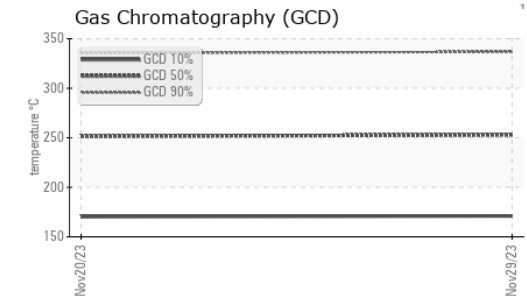 Gas Chromatography (GCD)
temperature °C
350
300
250
200
150
GCD 10%
GCD 50%
GCD 90%
Nov20/23
Nov29/23